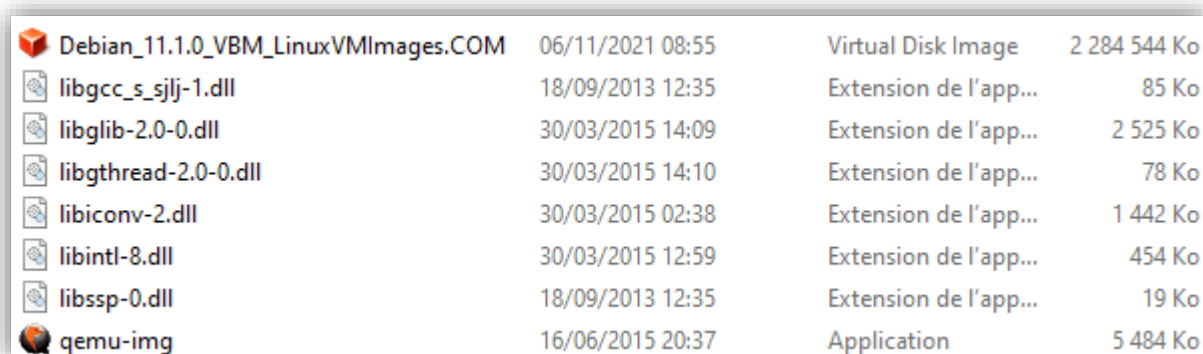 Debian_11.1.0_VBM_LinuxVMImages.COM 06/11/2021 08:55 Virtual Disk Image 2 284 544 Ko
libgcc_s_sjlj-1.dll 18/09/2013 12:35 Extension de l'app... 85 Ko
libglib-2.0-0.dll 30/03/2015 14:09 Extension de l'app... 2 525 Ko
libgthread-2.0-0.dll 30/03/2015 14:10 Extension de l'app... 78 Ko
libiconv-2.dll 30/03/2015 02:38 Extension de l'app... 1 442 Ko
libintl-8.dll 30/03/2015 12:59 Extension de l'app... 454 Ko
libssp-0.dll 18/09/2013 12:35 Extension de l'app... 19 Ko
qemu-img 16/06/2015 20:37 Application 5 484 Ko